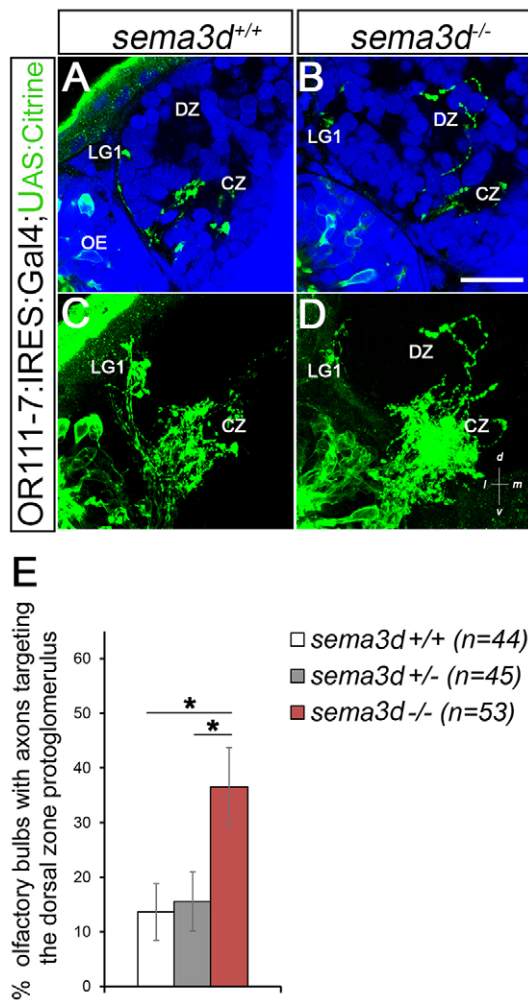 sema3d+/+ sema3d-/-
OR111-7:IRES:Gal4;UAS:Citrine
A DZ LG1 CZ OE
B DZ LG1 CZ
C LG1 CZ
D DZ LG1 CZ
d
l m
v
E
% olfactory bulbs with axons targeting
the dorsal zone protoglomerulus
60
50
40
30
20
10
0
* 
*
sema3d+/+ (n=44)
sema3d+/- (n=45)
sema3d-/- (n=53)